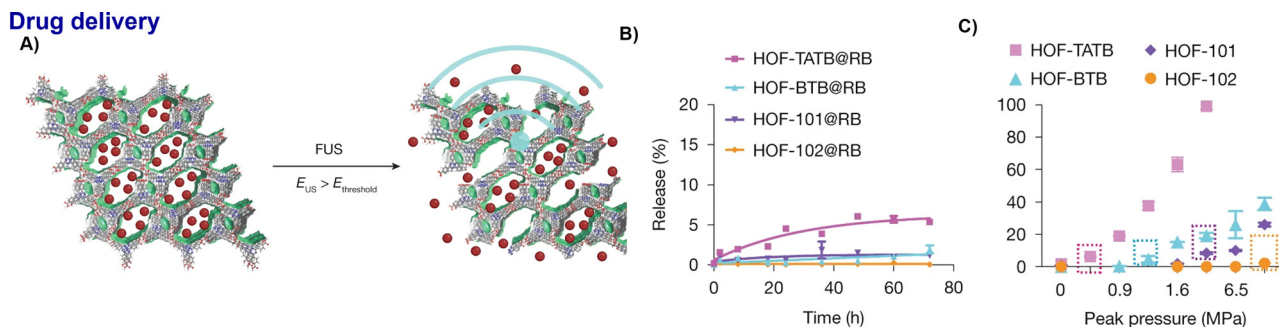 Drug delivery
A)
FUS
E_US > E_threshold
B)
HOF-TATB@RB
HOF-BTB@RB
HOF-101@RB
HOF-102@RB
Release (%)
20
15
10
5
0
0 20 40 60 80
Time (h)
C)
HOF-TATB HOF-101
HOF-BTB HOF-102
100
80
60
40
20
0
0 0.9 1.6 6.5
Peak pressure (MPa)